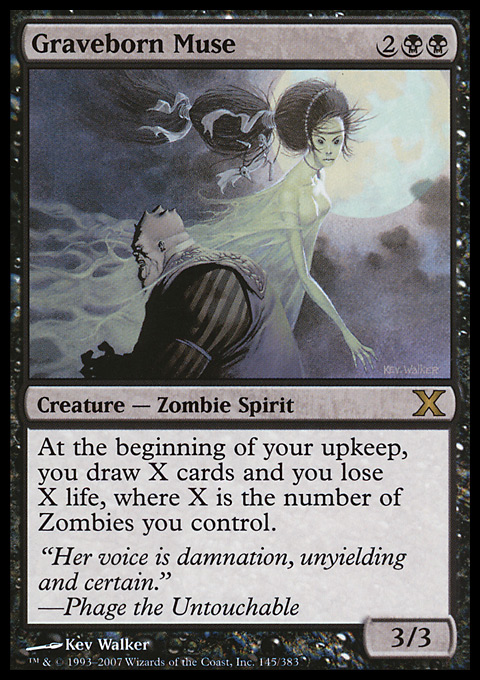 Graveborn Muse 2
KEV. WALKER
Creature — Zombie Spirit X
At the beginning of your upkeep,
you draw X cards and you lose
X life, where X is the number of
Zombies you control.
“Her voice is damnation, unyielding
and certain.”
—Phage the Untouchable
Kev Walker
3/3
™ & © 1993–2007 Wizards of the Coast, Inc. 145/383